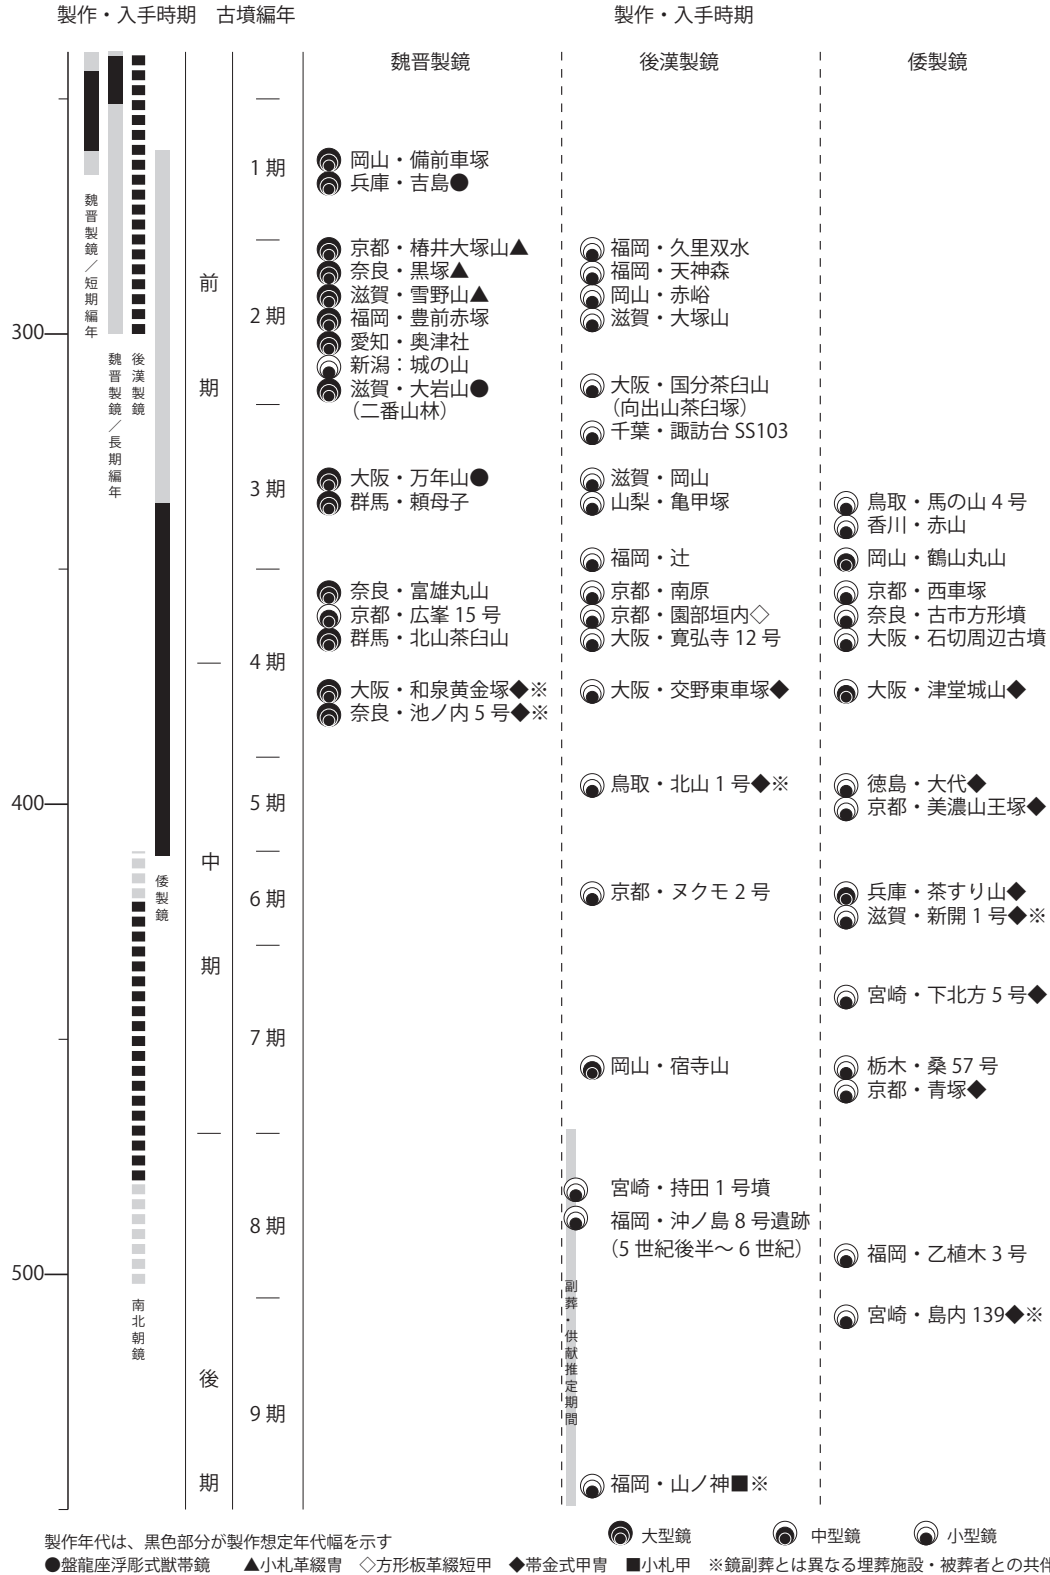 製作・入手時期 古墳編年 製作・入手時期
魏晋製鏡 後漢製鏡 倭製鏡
300
400
500
魏晋製鏡／短期編年
魏晋製鏡／長期編年
後漢製鏡
倭製鏡
南北朝鏡
前期
中期
後期
1期
2期
3期
4期
5期
6期
7期
8期
9期
岡山・備前車塚
兵庫・吉島●
京都・椿井大塚山▲
奈良・黒塚▲
滋賀・雪野山▲
福岡・豊前赤塚
愛知・奥津社
新潟：城の山
滋賀・大岩山●
（二番山林）
大阪・万年山●
群馬・頼母子
奈良・富雄丸山
京都・広峯 15 号
群馬・北山茶臼山
大阪・和泉黄金塚◆※
奈良・池ノ内 5 号◆※
福岡・久里双水
福岡・天神森
岡山・赤峪
滋賀・大塚山
大阪・国分茶臼山
（向出山茶臼塚）
千葉・諏訪台 SS103
滋賀・岡山
山梨・亀甲塚
福岡・辻
京都・南原
京都・園部垣内◇
大阪・寛弘寺 12 号
大阪・交野東車塚◆
鳥取・北山 1 号◆※
京都・ヌクモ 2 号
岡山・宿寺山
宮崎・持田 1 号墳
福岡・沖ノ島 8 号遺跡
（5 世紀後半～ 6 世紀）
副葬・供献推定期間
福岡・山ノ神■※
鳥取・馬の山 4 号
香川・赤山
岡山・鶴山丸山
京都・西車塚
奈良・古市方形墳
大阪・石切周辺古墳
大阪・津堂城山◆
徳島・大代◆
京都・美濃山王塚◆
兵庫・茶すり山◆
滋賀・新開 1 号◆※
宮崎・下北方 5 号◆
栃木・桑 57 号
京都・青塚◆
福岡・乙植木 3 号
宮崎・島内 139◆※
大型鏡 中型鏡 小型鏡
製作年代は、黒色部分が製作想定年代幅を示す
●盤龍座浮彫式獣帯鏡 ▲小札革綴冑 ◇方形板革綴短甲 ◆帯金式甲冑 ■小札甲 ※鏡副葬とは異なる埋葬施設・被葬者との共伴